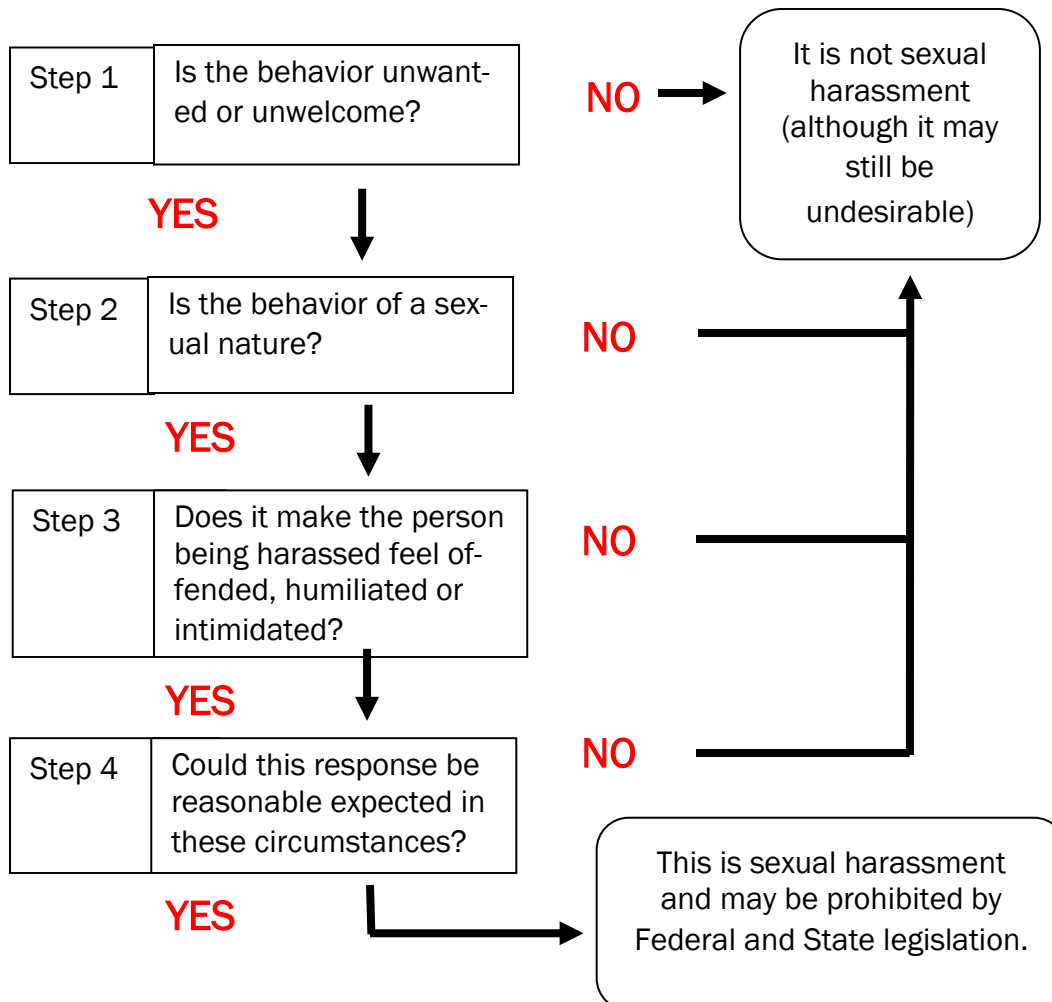 Step 1
Is the behavior unwant-
ed or unwelcome?
NO
It is not sexual
harassment
(although it may
still be
undesirable)
YES
Step 2
Is the behavior of a sex-
ual nature?
NO
YES
Step 3
Does it make the person
being harassed feel of-
fended, humiliated or
intimidated?
NO
YES
Step 4
Could this response be
reasonable expected in
these circumstances?
NO
YES
This is sexual harassment
and may be prohibited by
Federal and State legislation.